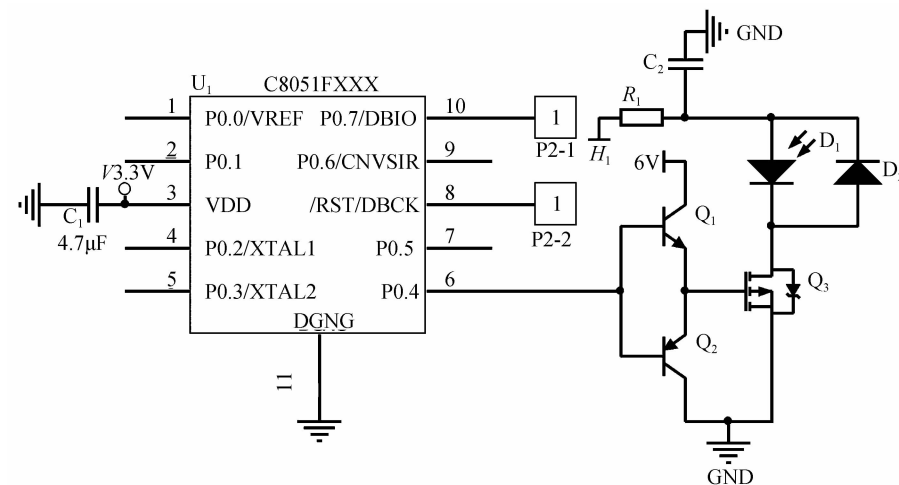 GND
C2
U1 C8051FXXX
R1
H1
1 P0.0/VREF P0.7/DBIO 10
1
P2-1
D1
2 P0.1 P0.6/CNVSIR 9
6V
D
V3.3V
3 VDD /RST/DBCK 8
1
P2-2
C1
4.7μF
Q1
4 P0.2/XTAL1 P0.5 7
5 P0.3/XTAL2 P0.4 6
Q3
DGNG
Q2
11
GND